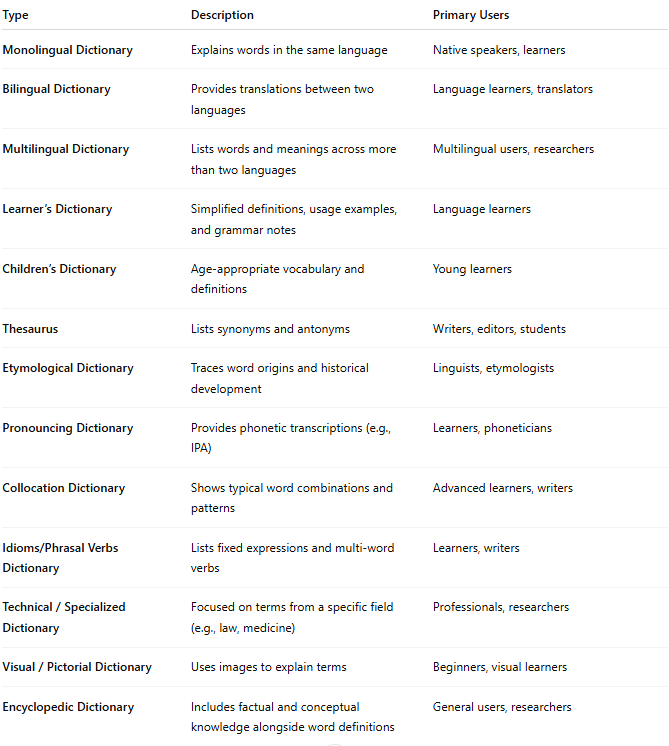 Type Description Primary Users
Monolingual Dictionary Explains words in the same language Native speakers, learners
Bilingual Dictionary Provides translations between two Language learners, translators
languages
Multilingual Dictionary Lists words and meanings across more Multilingual users, researchers
than two languages
Learner’s Dictionary Simplified definitions, usage examples, Language learners
and grammar notes
Children’s Dictionary Age-appropriate vocabulary and Young learners
definitions
Thesaurus Lists synonyms and antonyms Writers, editors, students
Etymological Dictionary Traces word origins and historical Linguists, etymologists
development
Pronouncing Dictionary Provides phonetic transcriptions (e.g., Learners, phoneticians
IPA)
Collocation Dictionary Shows typical word combinations and Advanced learners, writers
patterns
Idioms/Phrasal Verbs Lists fixed expressions and multi-word Learners, writers
Dictionary verbs
Technical / Specialized Focused on terms from a specific field Professionals, researchers
Dictionary (e.g., law, medicine)
Visual / Pictorial Dictionary Uses images to explain terms Beginners, visual learners
Encyclopedic Dictionary Includes factual and conceptual General users, researchers
knowledge alongside word definitions